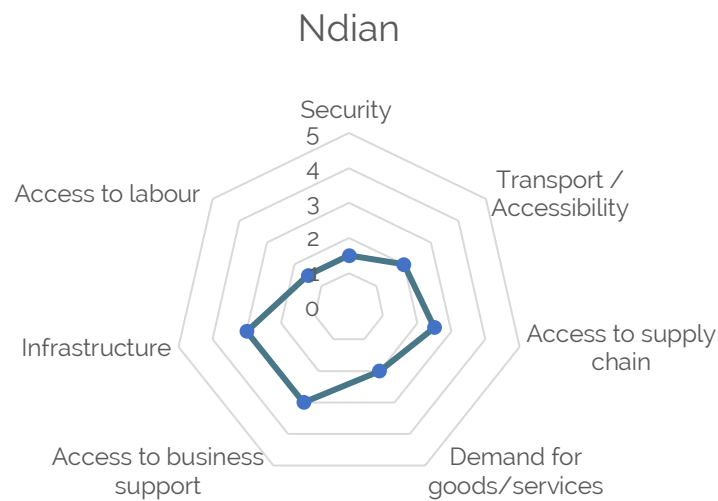 Ndian
Security
5
4
3
2
1
0
Transport /
Accessibility
Access to supply
chain
Demand for
goods/services
Access to business
support
Infrastructure
Access to labour